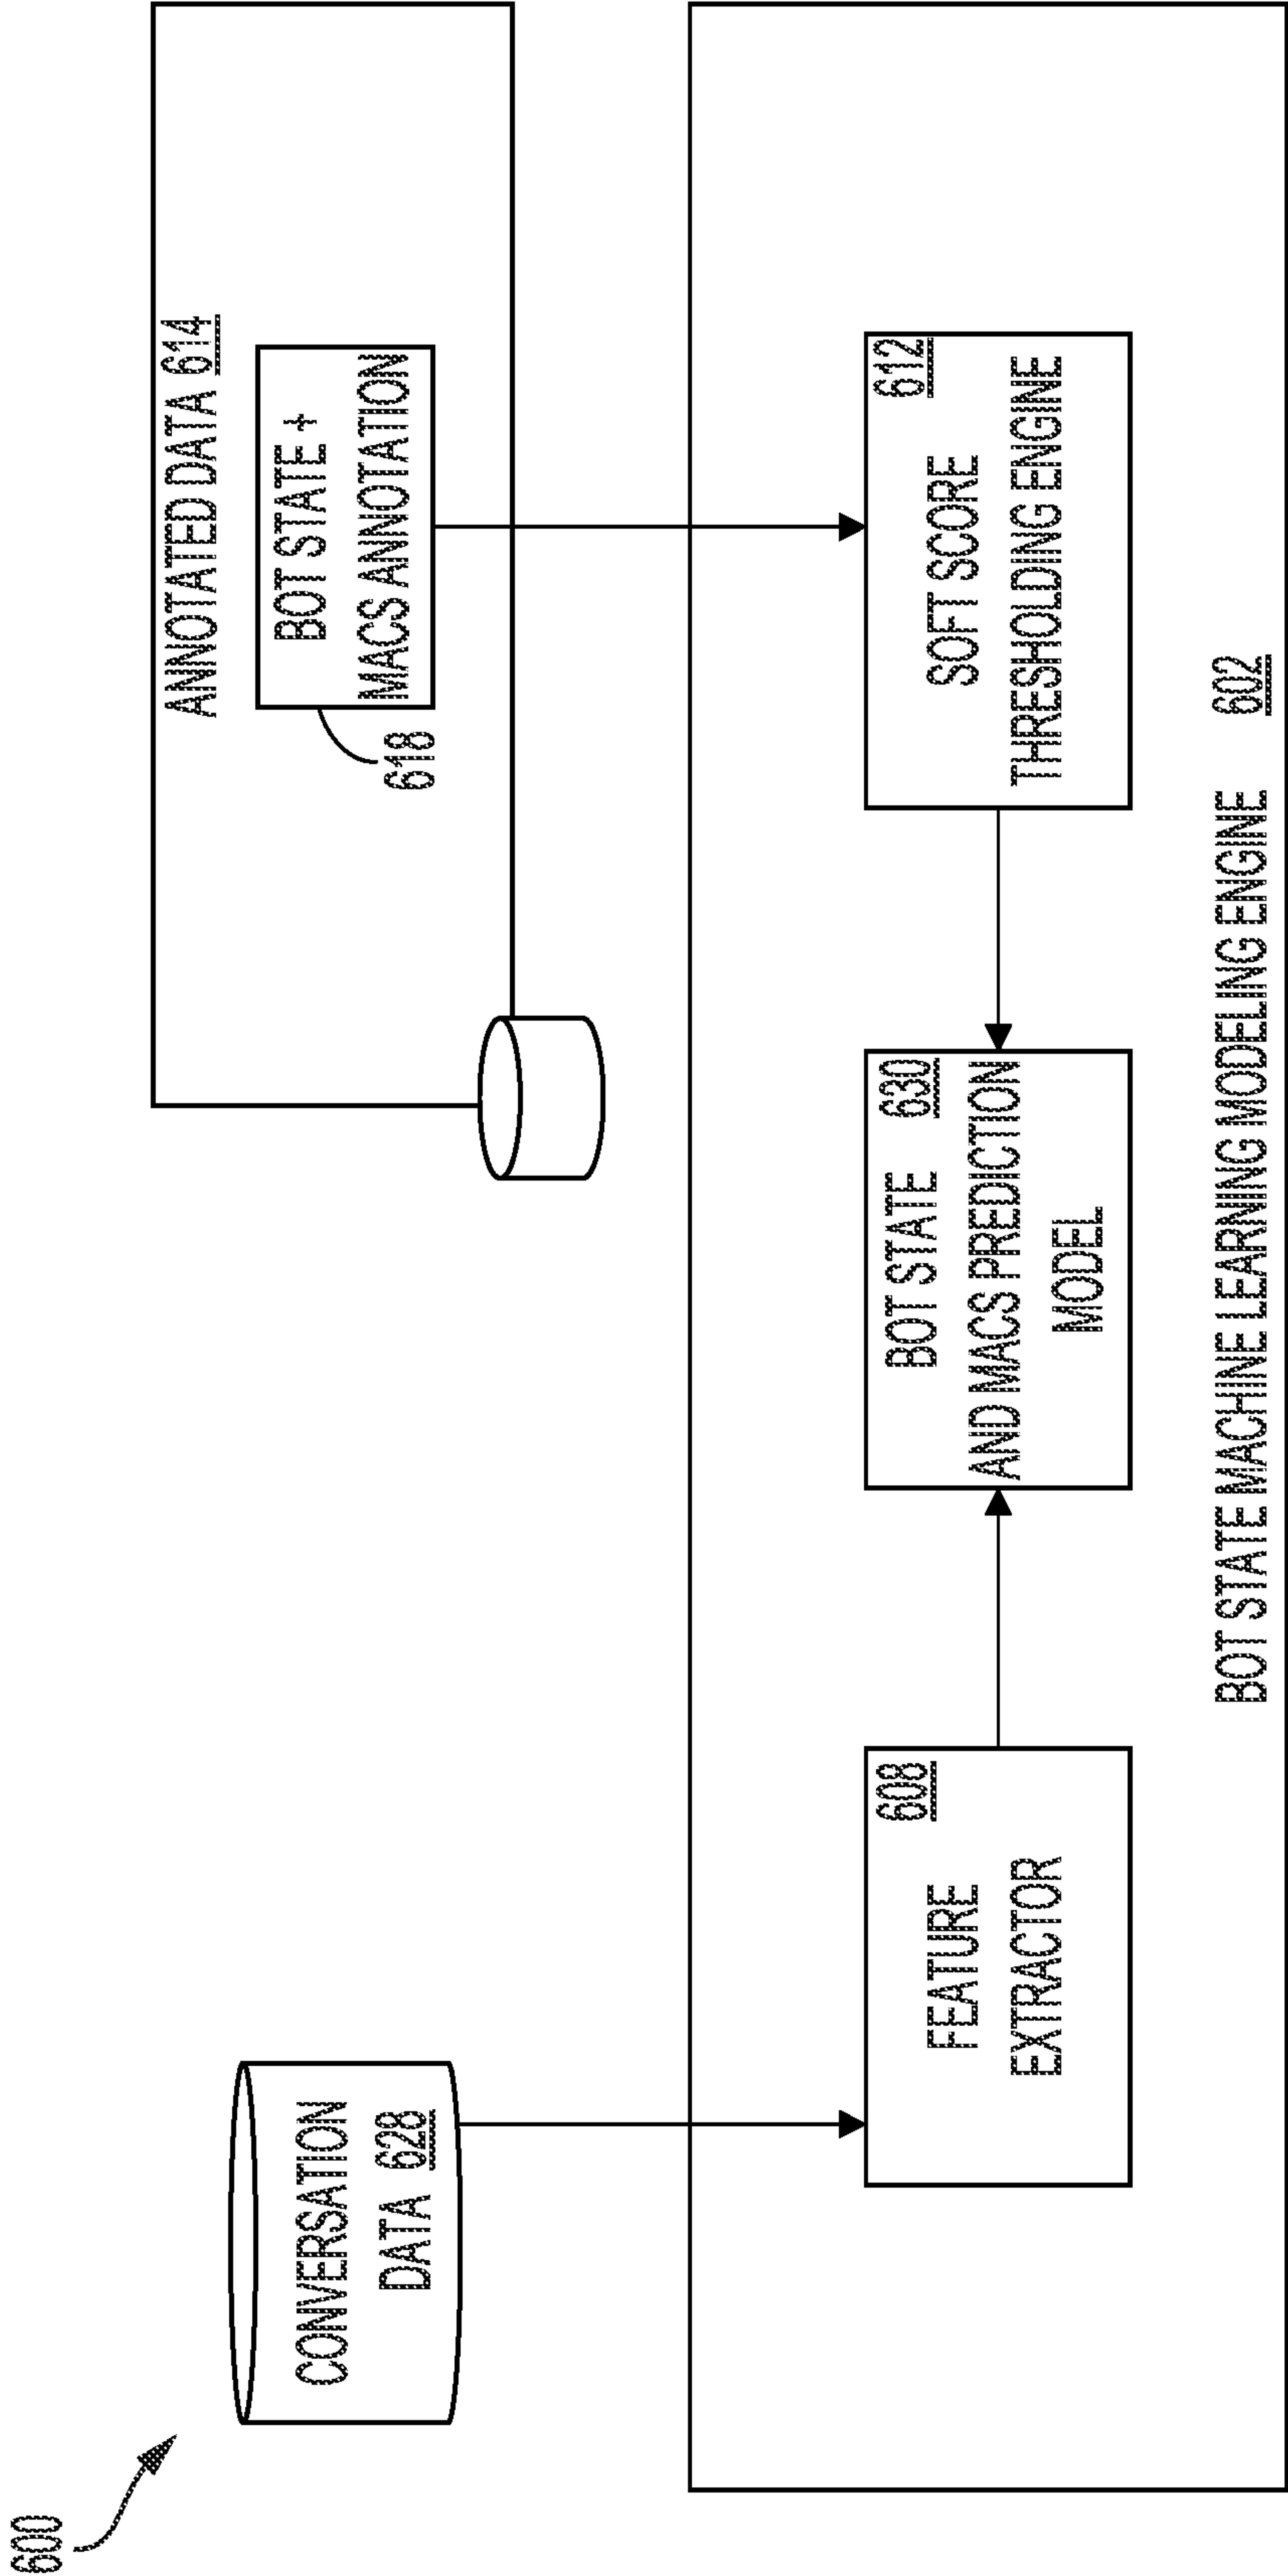 600
CONVERSATION
DATA 628
ANNOTATED DATA 614
BOT STATE +
MACS ANNOTATION
618
608
FEATURE
EXTRACTOR
BOT STATE 630
AND MACS PREDICTION
MODEL
612
SOFT SCORE
THRESHOLDING ENGINE
BOT STATE MACHINE LEARNING MODELING ENGINE 602